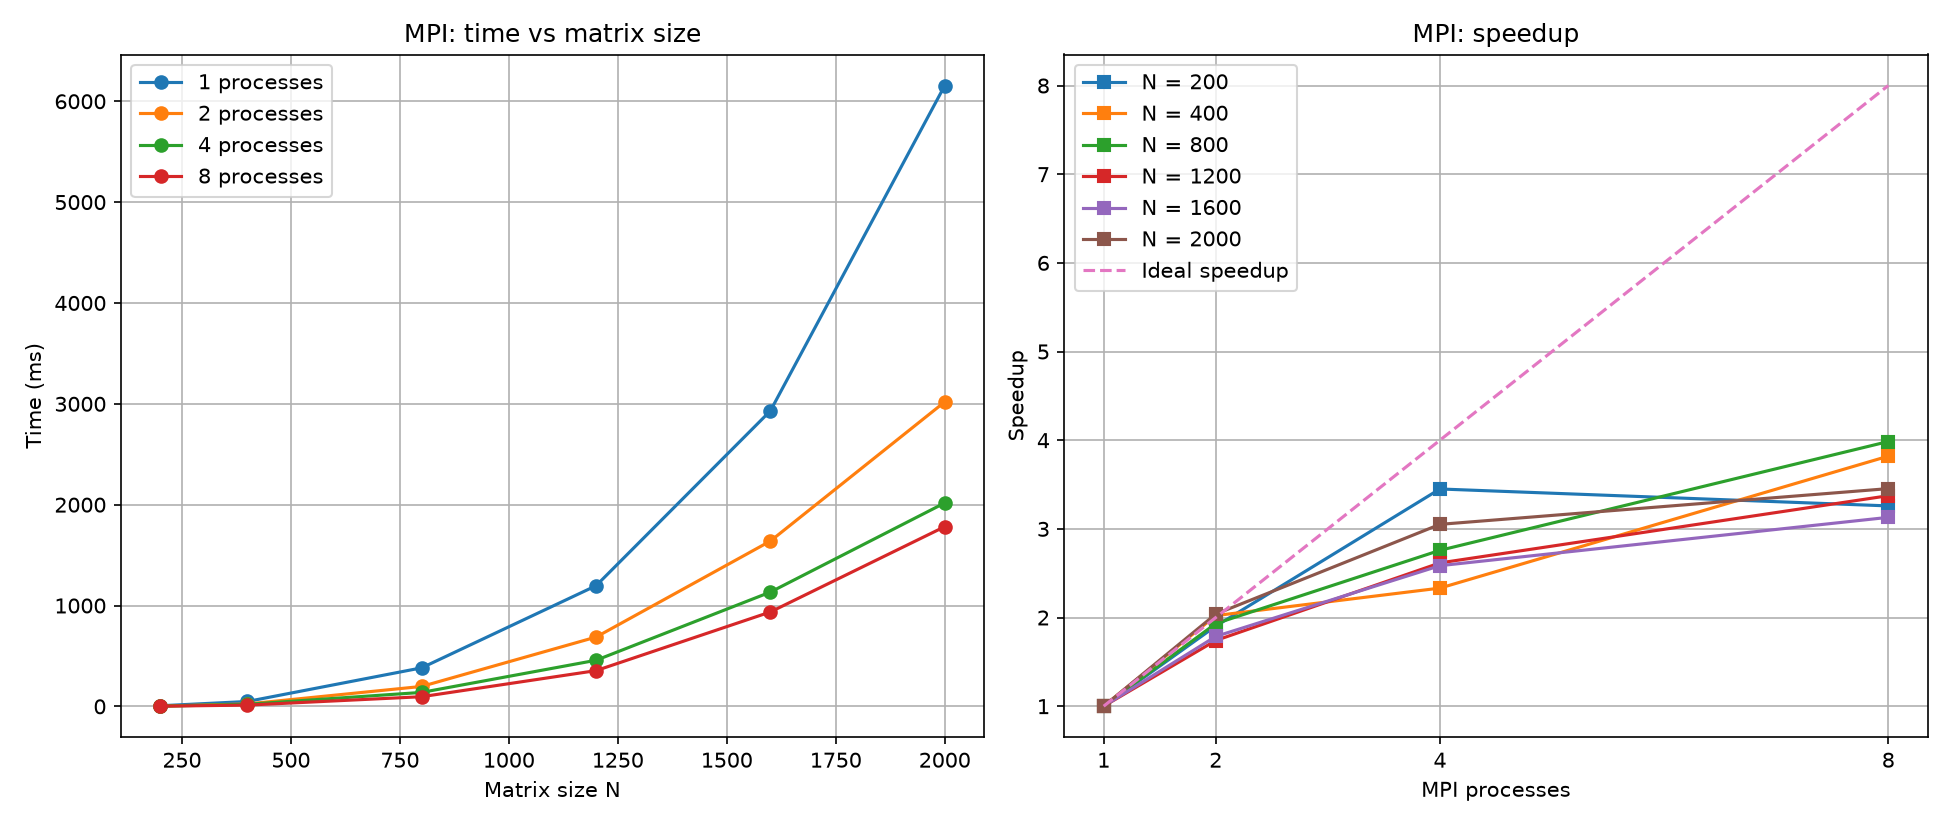 MPI: time vs matrix size
1 processes
2 processes
4 processes
8 processes
6000
5000
4000
3000
2000
1000
0
Time (ms)
250 500 750 1000 1250 1500 1750 2000
Matrix size N
MPI: speedup
N = 200
N = 400
N = 800
N = 1200
N = 1600
N = 2000
Ideal speedup
8
7
6
5
4
3
2
1
Speedup
1 2 4 8
MPI processes